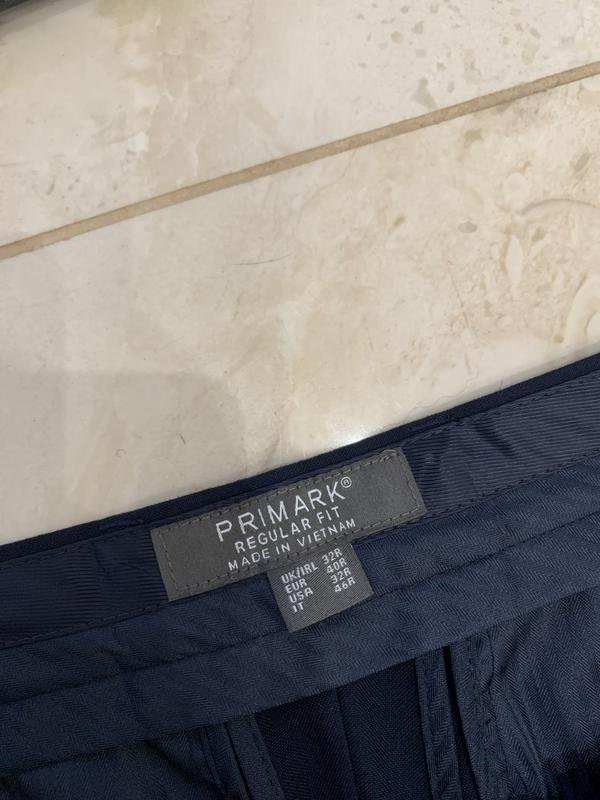 PRIMARK®
REGULAR FIT
MADE IN VIETNAM
UK/IRL 32R
EUR 40R
USA 32R
IT 46R